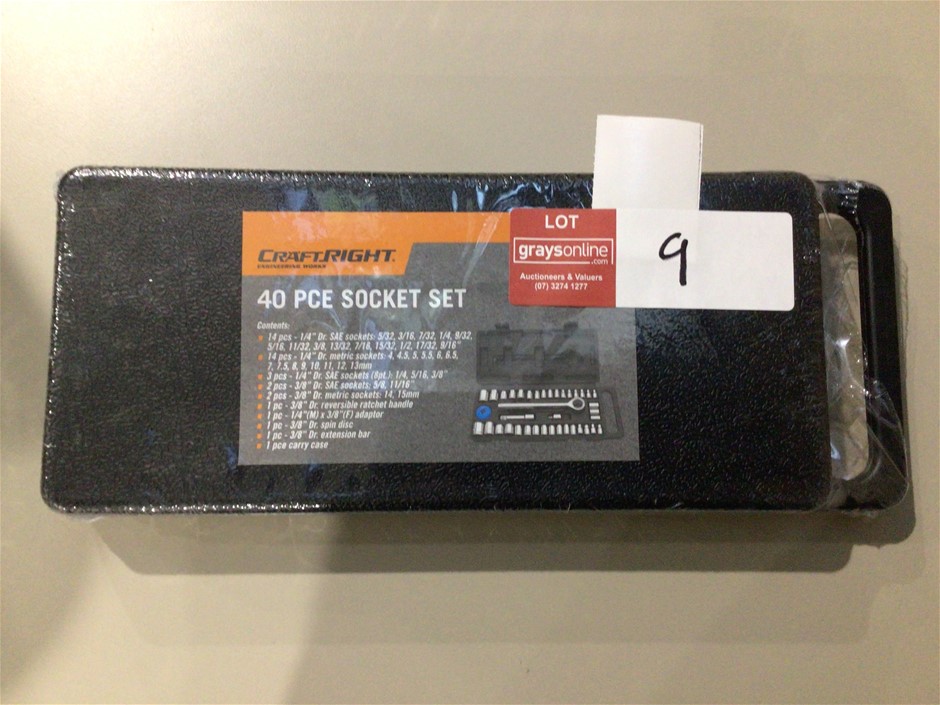 CRAFTRIGHT
ENGINEERING WORKS
40 PCE SOCKET SET
Contents:
14 pcs - 1/4" Dr. SAE sockets: 5/32, 3/16, 7/32, 1/4, 9/32,
5/16, 11/32, 3/8, 13/32, 7/16, 15/32, 1/2, 17/32, 9/16"
14 pcs - 1/4" Dr. metric sockets: 4, 4.5, 5, 5.5, 6, 6.5,
7, 7.5, 8, 9, 10, 11, 12, 13mm
3 pcs - 1/4" Dr. SAE sockets (8pt.): 1/4, 5/16, 3/8"
2 pcs - 3/8" Dr. SAE sockets: 5/8, 11/16"
2 pcs - 3/8" Dr. metric sockets: 14, 15mm
1 pc - 3/8" Dr. reversible ratchet handle
1 pc - 1/4"(M) x 3/8"(F) adaptor
1 pc - 3/8" Dr. spin disc
1 pc - 3/8" Dr. extension bar
1 pce carry case
LOT
graysonline
.com
Auctioneers & Valuers
(07) 3274 1277
9